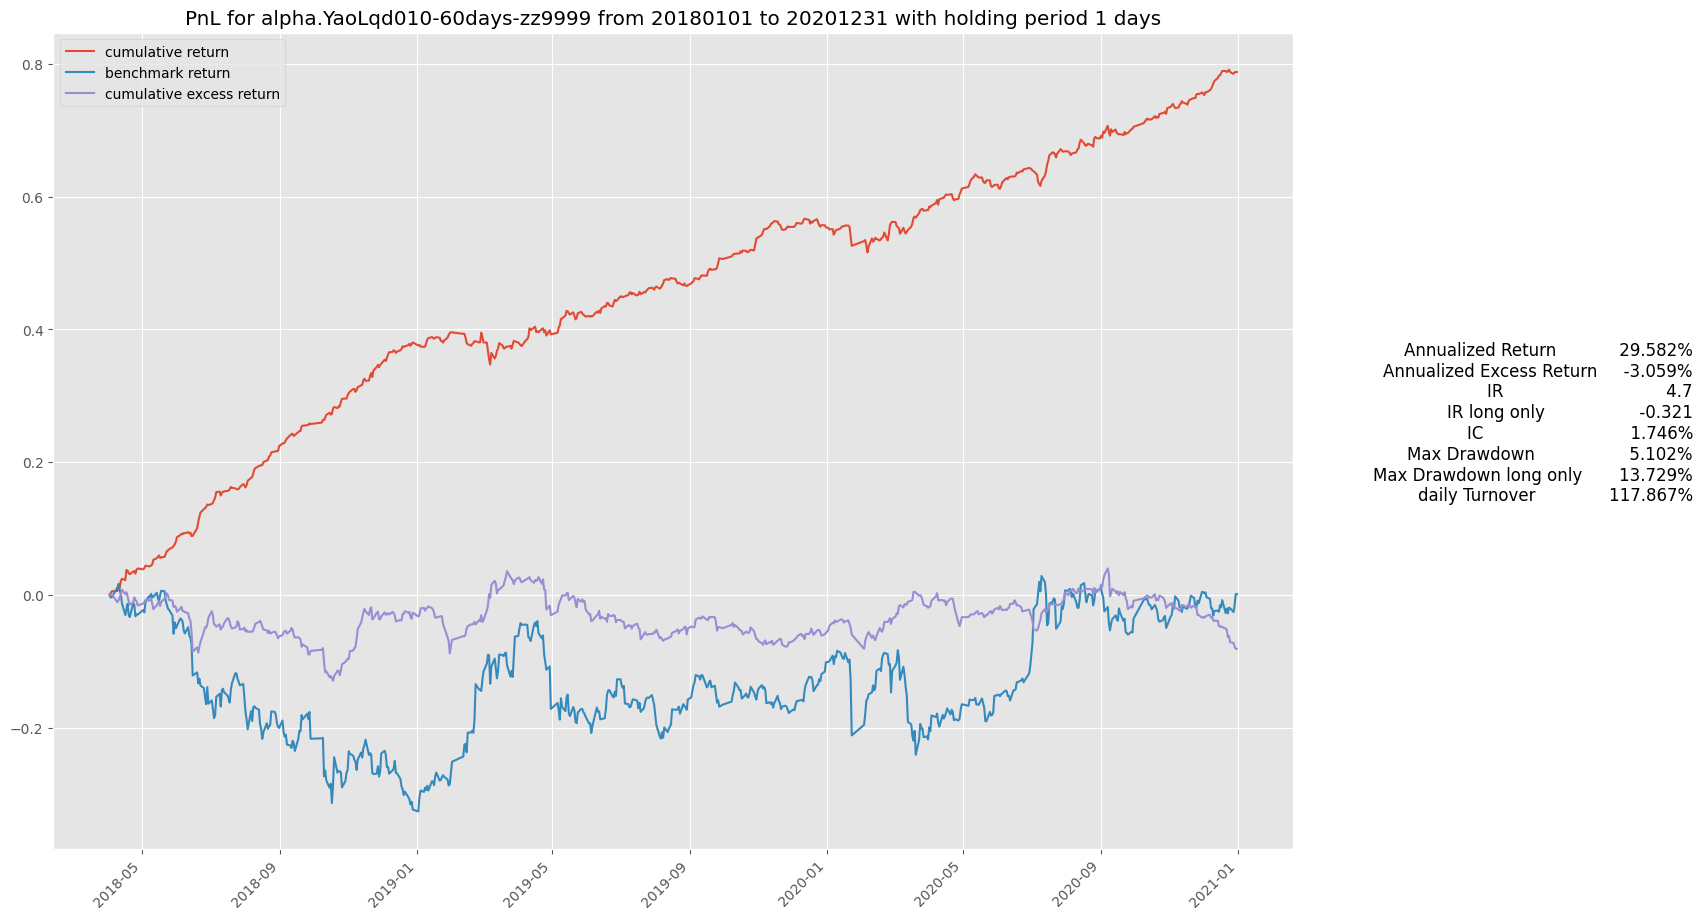 PnL for alpha.YaoLqd010-60days-zz9999 from 20180101 to 20201231 with holding period 1 days
cumulative return
benchmark return
cumulative excess return
0.8
0.6
0.4
0.2
0.0
−0.2
2018-05
2018-09
2019-01
2019-05
2019-09
2020-01
2020-05
2020-09
2021-01
Annualized Return 29.582%
Annualized Excess Return -3.059%
IR 4.7
IR long only -0.321
IC 1.746%
Max Drawdown 5.102%
Max Drawdown long only 13.729%
daily Turnover 117.867%